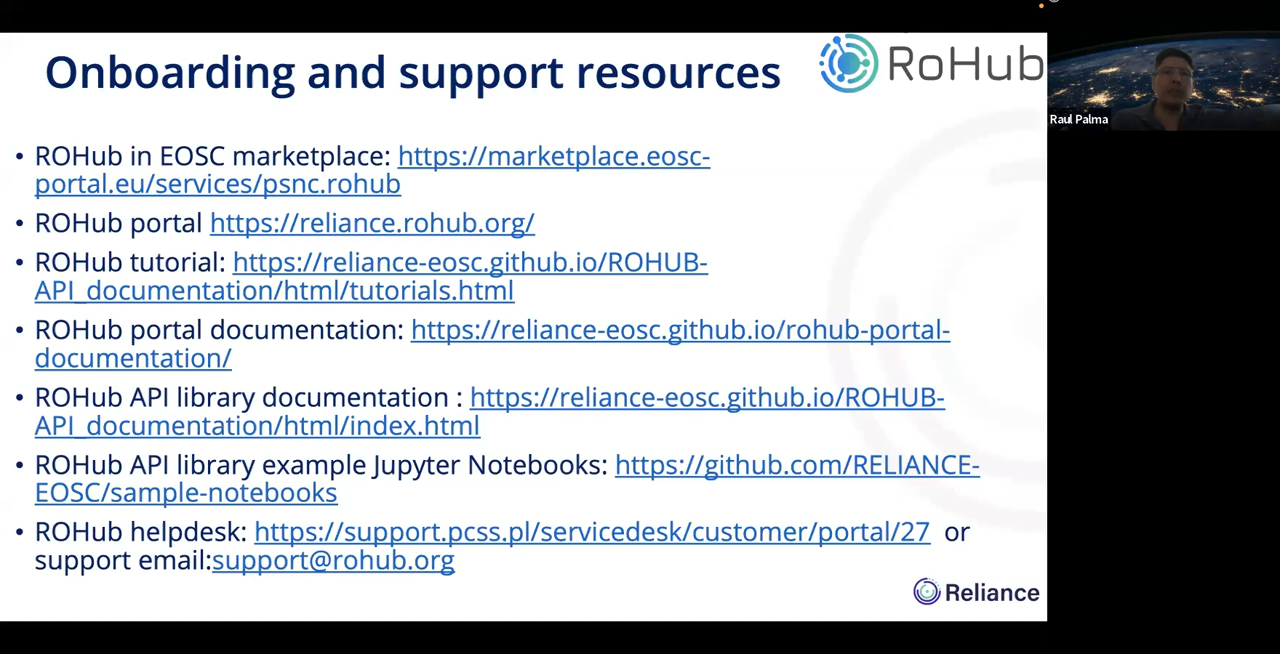 Onboarding and support resources
RoHub
Raul Palma
• ROHub in EOSC marketplace: https://marketplace.eosc-
portal.eu/services/psnc.rohub
• ROHub portal https://reliance.rohub.org/
• ROHub tutorial: https://reliance-eosc.github.io/ROHUB-
API_documentation/html/tutorials.html
• ROHub portal documentation: https://reliance-eosc.github.io/rohub-portal-
documentation/
• ROHub API library documentation : https://reliance-eosc.github.io/ROHUB-
API_documentation/html/index.html
• ROHub API library example Jupyter Notebooks: https://github.com/RELIANCE-
EOSC/sample-notebooks
• ROHub helpdesk: https://support.pcss.pl/servicedesk/customer/portal/27 or
support email:support@rohub.org
Reliance